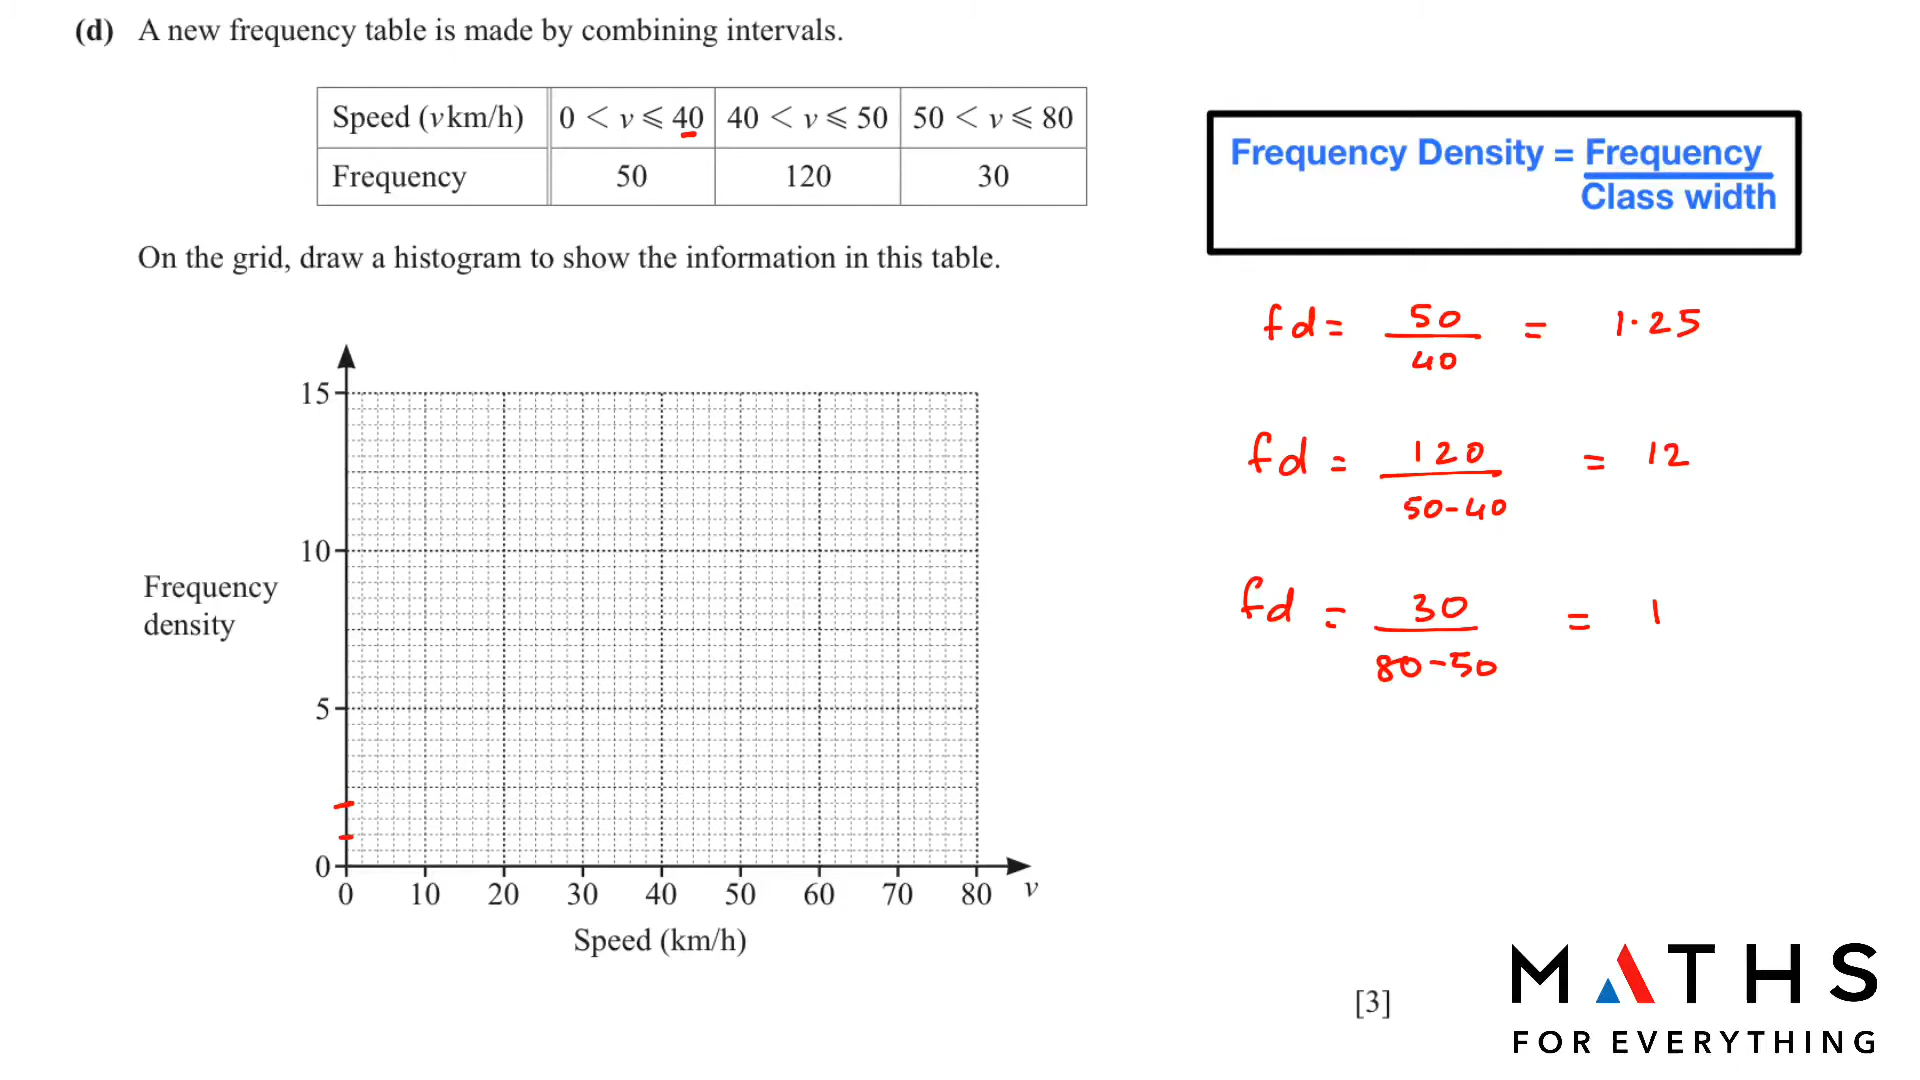 (d) A new frequency table is made by combining intervals.
Speed (v km/h) 0 < v ⩽ 40 40 < v ⩽ 50 50 < v ⩽ 80
Frequency 50 120 30
On the grid, draw a histogram to show the information in this table.
Frequency Density = Frequency
Class width
fd = 50 = 1.25
40
fd = 120 = 12
50-40
fd = 30 = 1
80-50
15
10
Frequency
density
5
0
0 10 20 30 40 50 60 70 80 v
Speed (km/h)
[3]
MATHS
FOR EVERYTHING